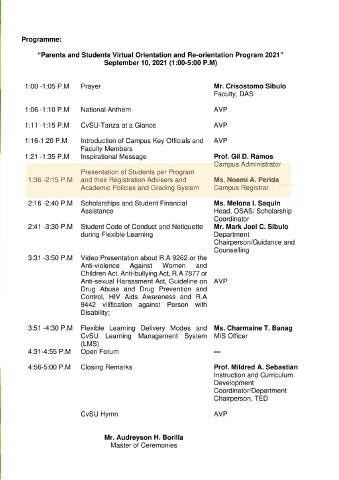 Programme:
“Parents and Students Virtual Orientation and Re-orientation Program 2021”
September 10, 2021 (1:00-5:00 P.M)
1:00 -1:05 P.M Prayer Mr. Crisostomo Sibulo
Faculty, DAS
1:06 -1:10 P.M National Anthem AVP
1:11 -1:15 P.M CvSU-Tanza at a Glance AVP
1:16-1:20 P.M Introduction of Campus Key Officials and AVP
Faculty Members
1:21 -1:35 P.M Inspirational Message Prof. Gil D. Ramos
Campus Administrator
Presentation of Students per Program
1:36 -2:15 P.M and their Registration Advisers and Ms. Noemi A. Perida
Academic Policies and Grading System Campus Registrar
2:16 -2:40 P.M Scholarships and Student Financial Ms. Melona I. Saquin
Assistance Head, OSAS/ Scholarship
Coordinator
2:41 -3:30 P.M Student Code of Conduct and Netiquette Mr. Mark Joel C. Sibulo
during Flexible Learning Department
Chairperson/Guidance and
Counselling
3:31 -3:50 P.M Video Presentation about R.A 9262 or the
Anti-violence Against Women and
Children Act, Anti-bullying Act, R.A 7877 or
Anti-sexual Harassment Act, Guideline on AVP
Drug Abuse and Drug Prevention and
Control, HIV Aids Awareness and R.A
9442 vilification against Person with
Disability;
3:51 -4:30 P.M Flexible Learning Delivery Modes and Ms. Charmaine T. Banag
CvSU Learning Management System MIS Officer
(LMS)
4:31-4:55 P.M Open Forum ---
4:56-5:00 P.M Closing Remarks Prof. Mildred A. Sebastian
Instruction and Curriculum
Development
Coordinator/Department
Chairperson, TED
CvSU Hymn AVP
Mr. Audreyson H. Borilla
Master of Ceremonies